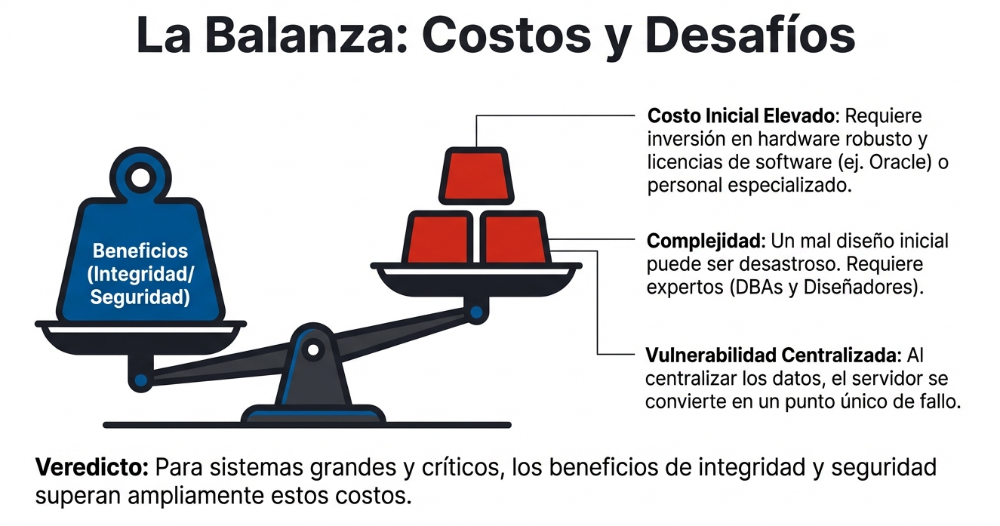 La Balanza: Costos y Desafíos
Beneficios
(Integridad/
Seguridad)
Costo Inicial Elevado: Requiere
inversión en hardware robusto y
licencias de software (ej. Oracle) o
personal especializado.
Complejidad: Un mal diseño inicial
puede ser desastroso. Requiere
expertos (DBAs y Diseñadores).
Vulnerabilidad Centralizada: Al
centralizar los datos, el servidor se
convierte en un punto único de fallo.
Veredicto: Para sistemas grandes y críticos, los beneficios de integridad y seguridad
superan ampliamente estos costos.